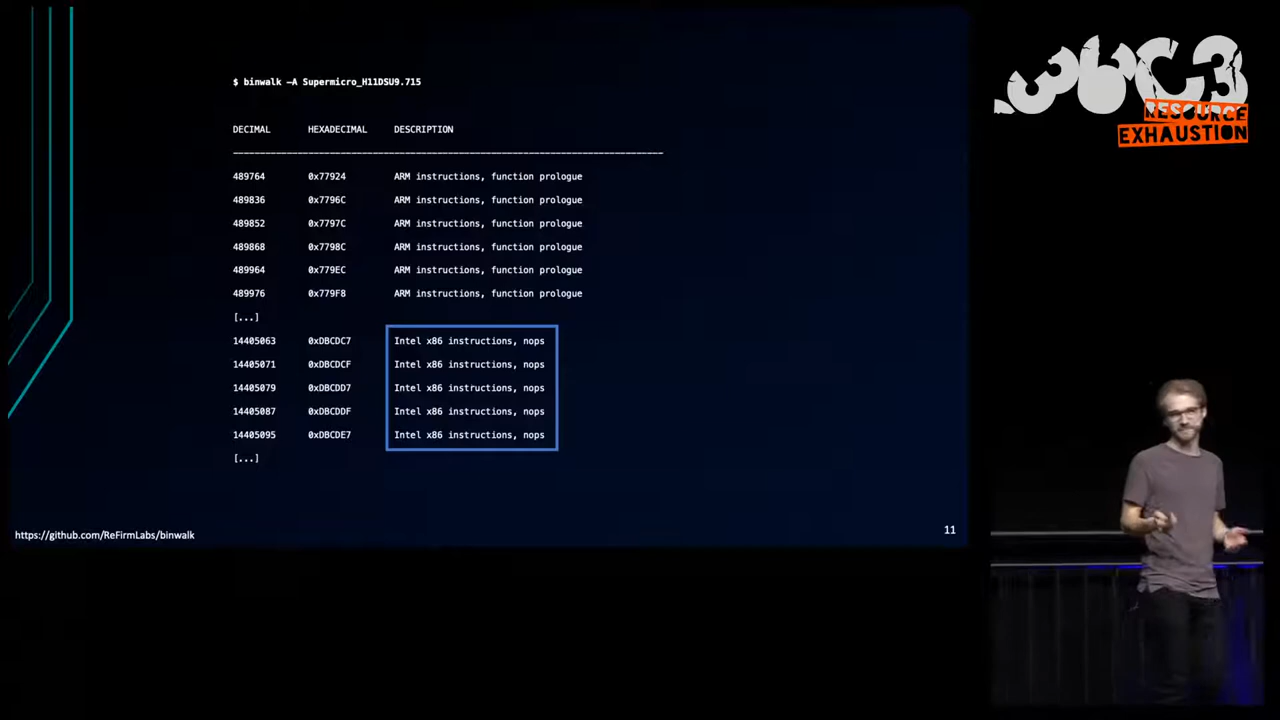 $ binwalk –A Supermicro_H11DSU9.715
DECIMAL HEXADECIMAL DESCRIPTION
489764 0x77924 ARM instructions, function prologue
489836 0x7796C ARM instructions, function prologue
489852 0x7797C ARM instructions, function prologue
489868 0x7798C ARM instructions, function prologue
489964 0x779EC ARM instructions, function prologue
489976 0x779F8 ARM instructions, function prologue
[...]
14405063 0xDBCDC7 Intel x86 instructions, nops
14405071 0xDBCDCF Intel x86 instructions, nops
14405079 0xDBCDD7 Intel x86 instructions, nops
14405087 0xDBCDDF Intel x86 instructions, nops
14405095 0xDBCDE7 Intel x86 instructions, nops
[...]
https://github.com/ReFirmLabs/binwalk
11
36C3
RESOURCE
EXHAUSTION